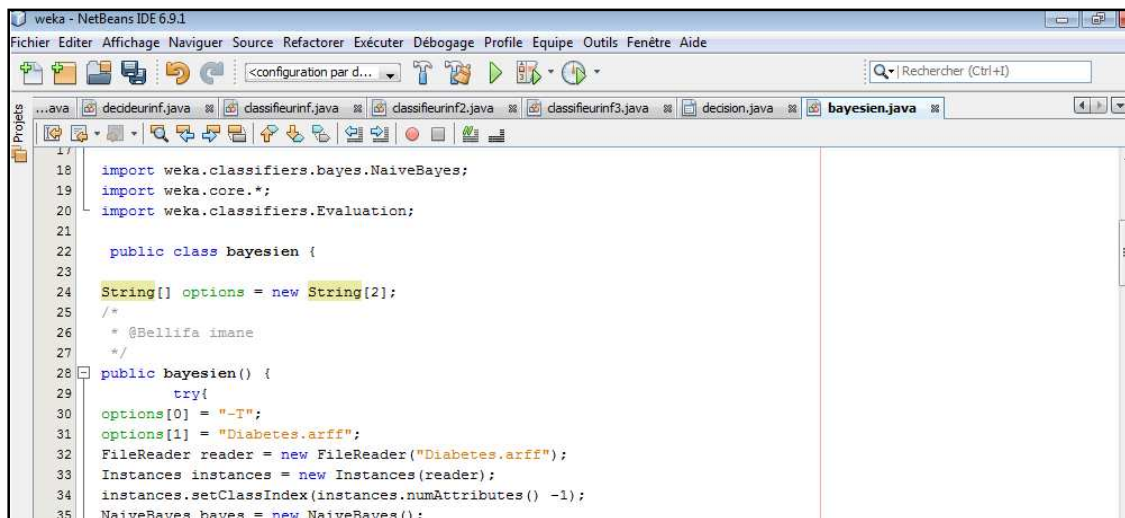 weka - NetBeans IDE 6.9.1
Fichier Editer Affichage Naviguer Source Refactorer Exécuter Débogage Profile Equipe Outils Fenêtre Aide
<configuration par d... Rechercher (Ctrl+I)
Projets
...ava decideurinf.java classifieurinf.java classifieurinf2.java classifieurinf3.java decision.java bayesien.java
17
18 import weka.classifiers.bayes.NaiveBayes;
19 import weka.core.*;
20 import weka.classifiers.Evaluation;
21
22 public class bayesien {
23
24 String[] options = new String[2];
25 /*
26 * @Bellifa imane
27 */
28 public bayesien() {
29 try{
30 options[0] = "-T";
31 options[1] = "Diabetes.arff";
32 FileReader reader = new FileReader("Diabetes.arff");
33 Instances instances = new Instances(reader);
34 instances.setClassIndex(instances.numAttributes() -1);
35 NaiveBayes bayes = new NaiveBayes();